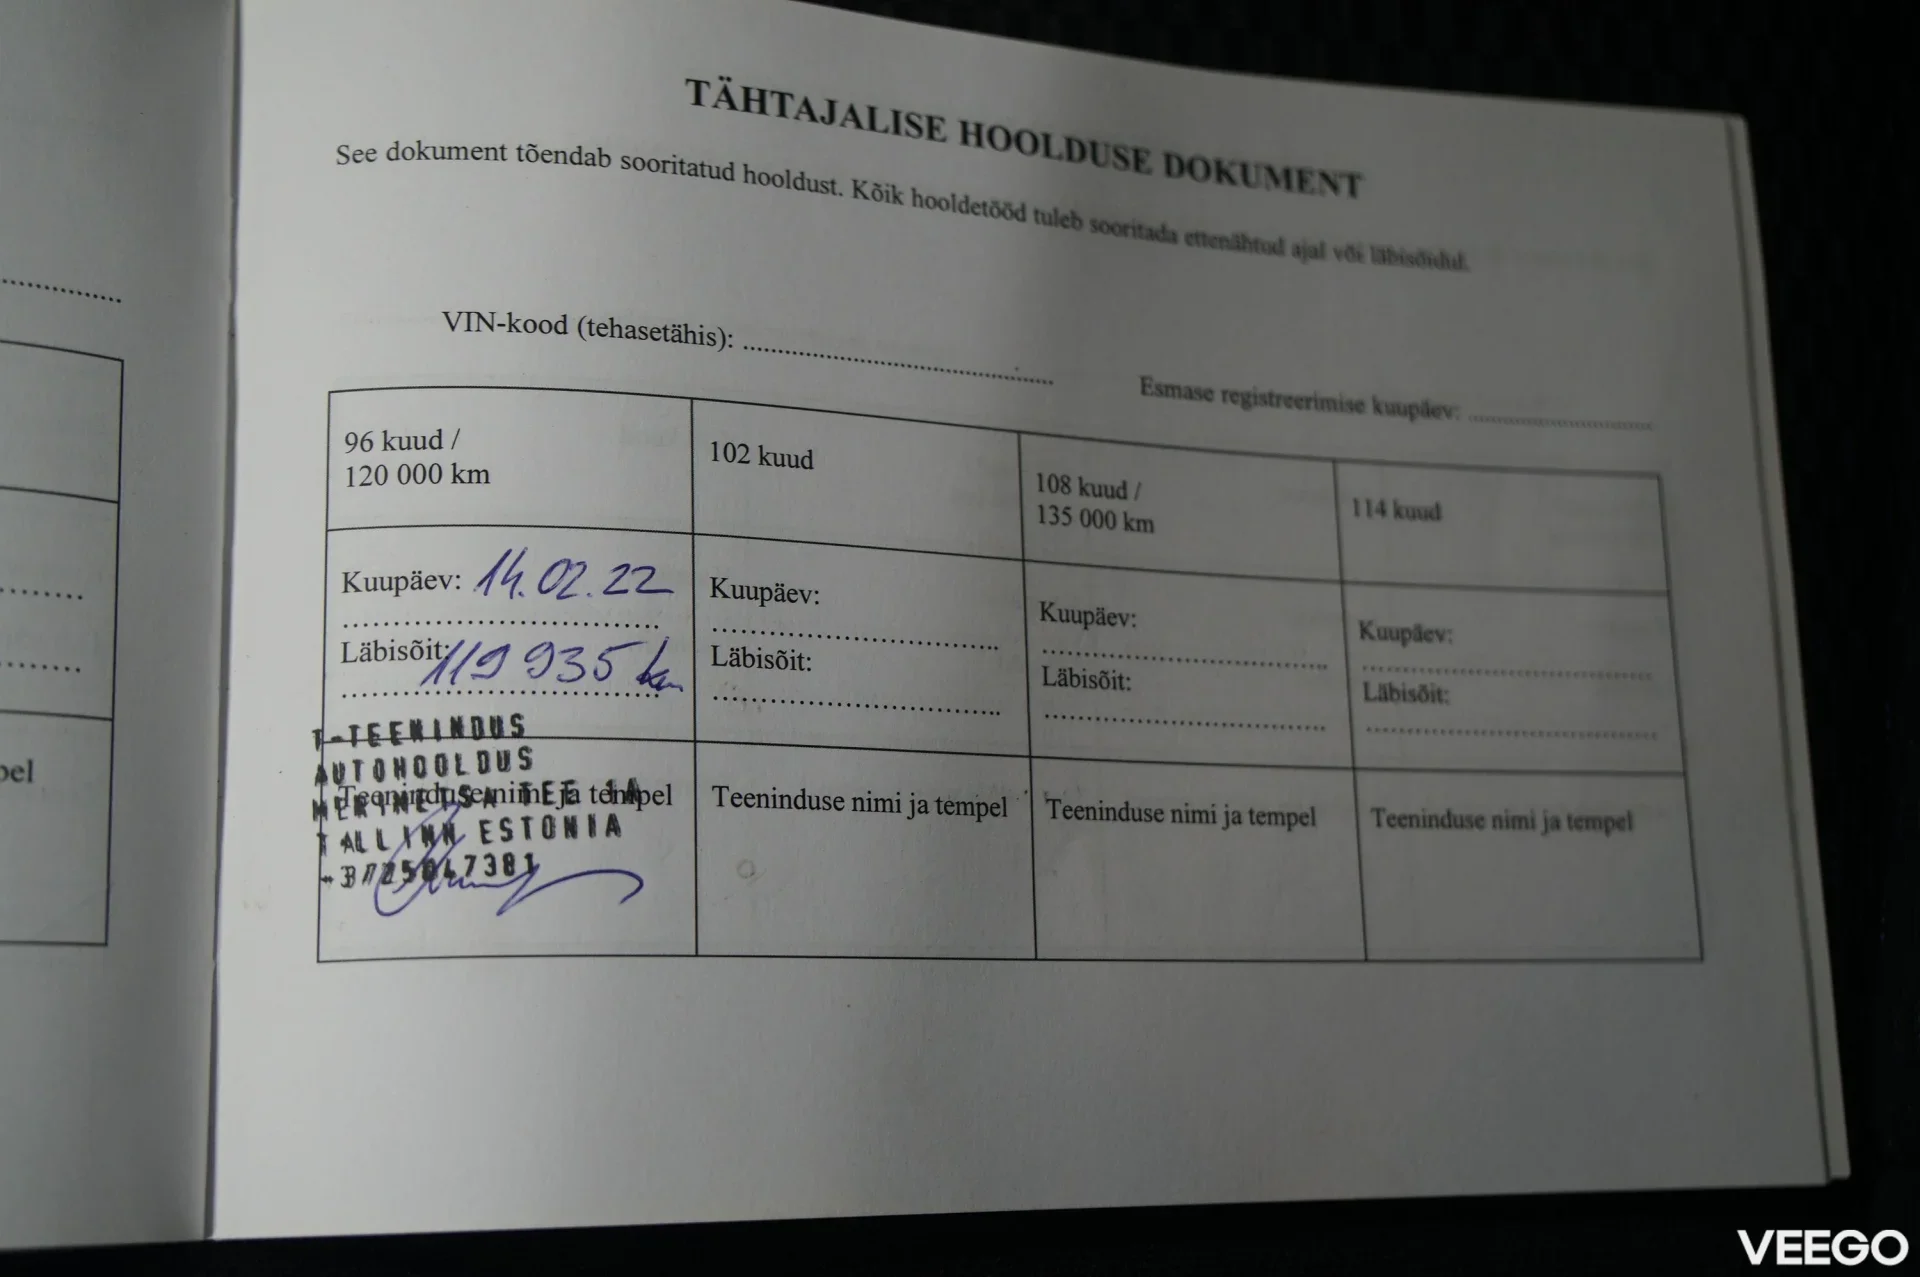 TÄHTAJALISE HOOLDUSE DOKUMENT
See dokument tõendab sooritatud hooldust. Kõik hooldetööd tuleb sooritada ettenähtud ajal või läbisõidul.
VIN-kood (tehasetähis): ........................................
Esmase registreerimise kuupäev: ............................
96 kuud /
120 000 km
102 kuud
108 kuud /
135 000 km
114 kuud
Kuupäev: 14.02.22
Läbisõit: 119 935 km
Kuupäev:
Läbisõit:
Kuupäev:
Läbisõit:
Kuupäev:
Läbisõit:
T-TEENINDUS
AUTOHOOLDUS
Teeninduse nimi ja tempel
TEE 1A
TALLINN ESTONIA
Teeninduse nimi ja tempel
Teeninduse nimi ja tempel
Teeninduse nimi ja tempel
pel
VEEGO